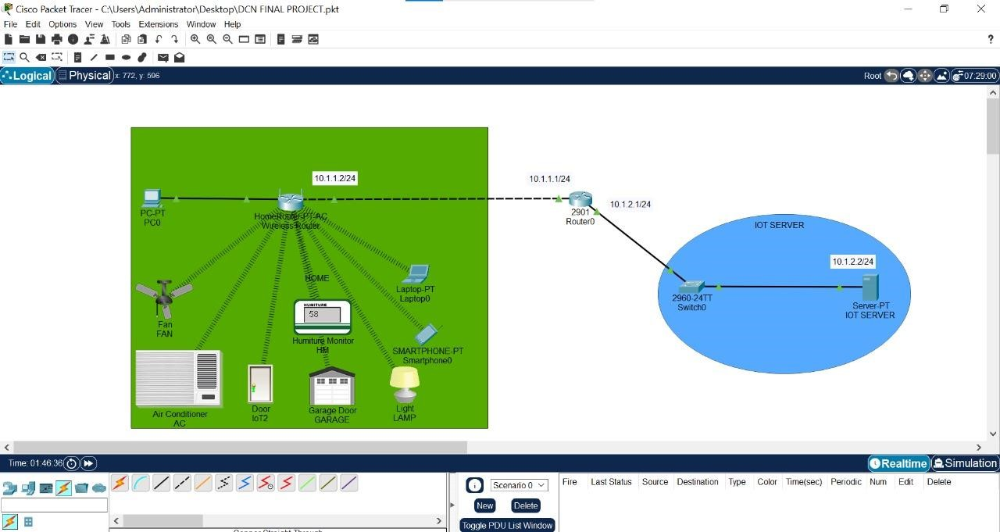 Cisco Packet Tracer - C:\Users\Administrator\Desktop\DCN FINAL PROJECT.pkt
File Edit Options View Tools Extensions Window Help
?
Logical Physical x: 772, y: 596
Root 07:29:00
10.1.1.2/24
10.1.1.1/24
PC-PT
PC0
HomeRouter-PT-AC
Wireless Router
2901
Router0
10.1.2.1/24
IOT SERVER
10.1.2.2/24
HOME
Laptop-PT
Laptop0
2960-24TT
Switch0
Server-PT
IOT SERVER
HUMITURE
58
Fan
FAN
Humiture Monitor
HM
SMARTPHONE-PT
Smartphone0
Air Conditioner
AC
Door
IoT2
Garage Door
GARAGE
Light
LAMP
Time: 01:46:36
Realtime Simulation
Scenario 0
Fire Last Status Source Destination Type Color Time(sec) Periodic Num Edit Delete
New Delete
Toggle PDU List Window
Copper Straight-Through